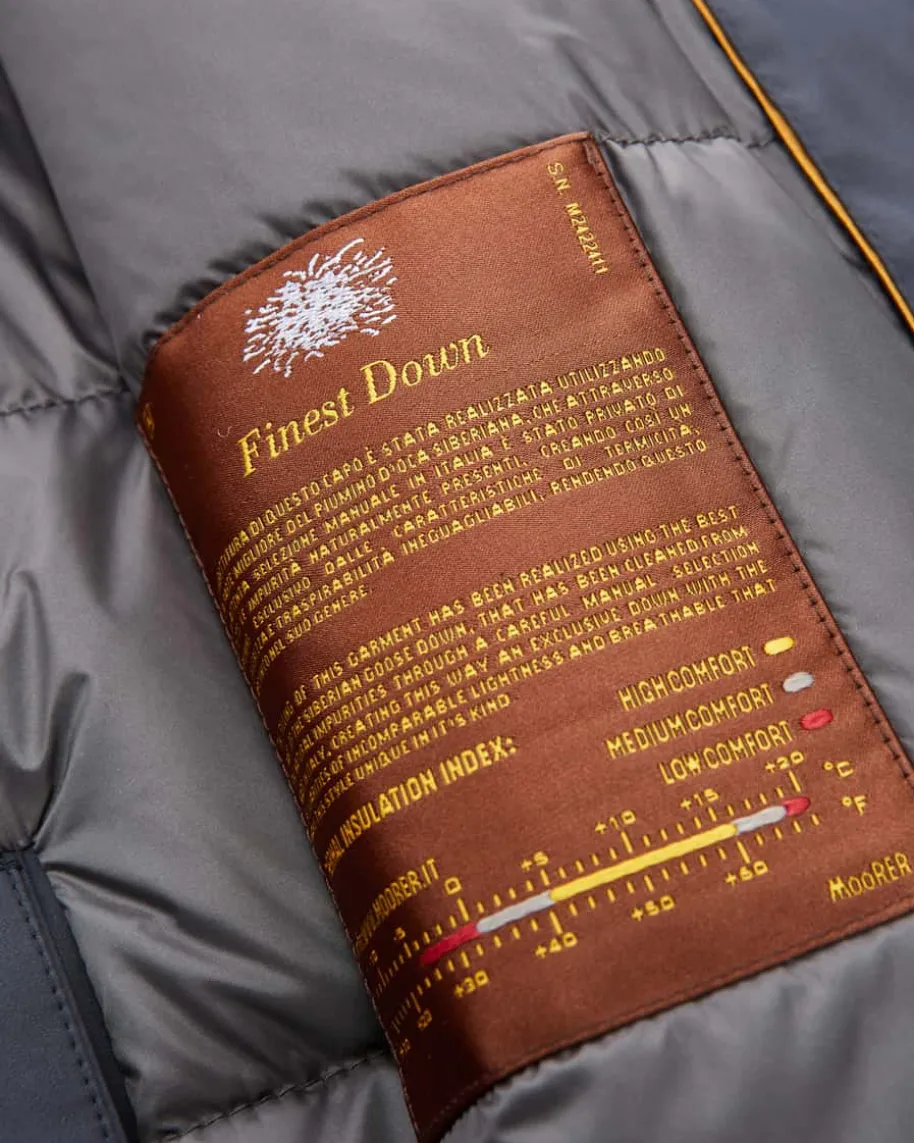 S.N. M2422411
Finest Down
DI QUESTO CAPO È STATA REALIZZATA UTILIZZANDO
MIGLIORE DEL PIUMINO D'OCA SIBERIANA, CHE ATTRAVERSO
SELEZIONE MANUALE IN ITALIA È STATO PRIVATO DI
IMPURITÀ NATURALMENTE PRESENTI, CREANDO COSÌ UN
ESCLUSIVO DALLE CARATTERISTICHE DI TERMICITÀ,
E TRASPIRABILITÀ INEGUAGLIABILI, RENDENDO QUESTO
NEL SUO GENERE.
OF THIS GARMENT HAS BEEN REALIZED USING THE BEST
SIBERIAN GOOSE DOWN, THAT HAS BEEN CLEANED FROM
IMPURITIES THROUGH A CAREFUL MANUAL SELECTION
CREATING THIS WAY AN EXCLUSIVE DOWN WITH THE
OF INCOMPARABLE LIGHTNESS AND BREATHABLE THAT
STYLE UNIQUE IN IT'S KIND
HIGH COMFORT
MEDIUM COMFORT
LOW COMFORT
INSULATION INDEX:
0 +5 +10 +15 +20 °C
+30 +40 +50 +60 °F
MOORER.IT
MOORER